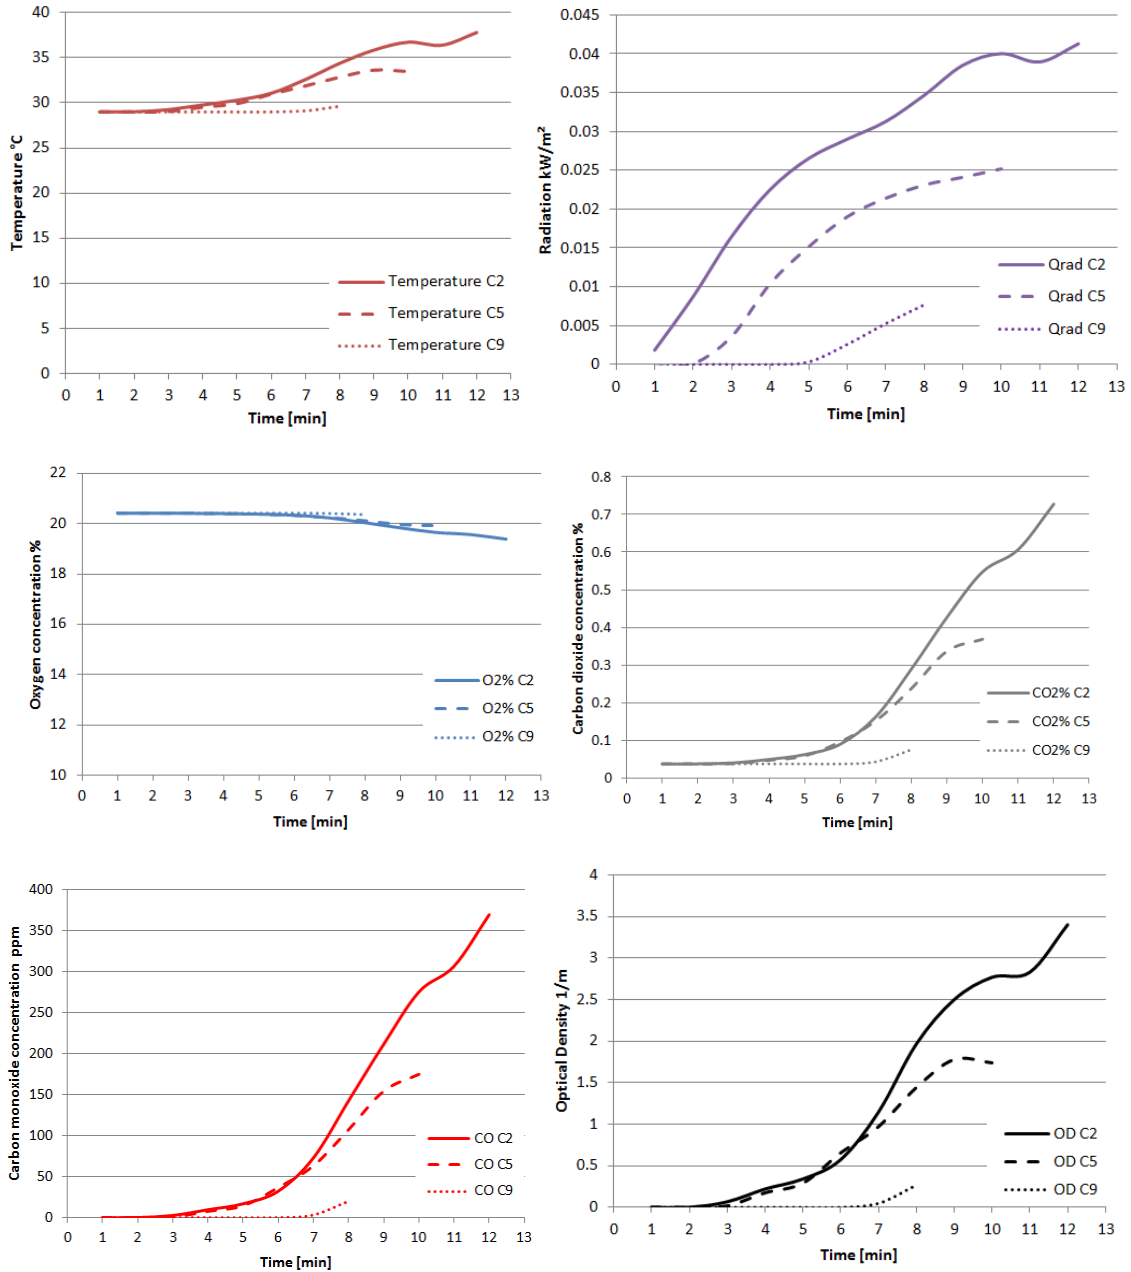 40
35
30
25
20
15
10
5
0
Temperature °C
0 1 2 3 4 5 6 7 8 9 10 11 12 13
Time [min]
Temperature C2
Temperature C5
Temperature C9
0.045
0.04
0.035
0.03
0.025
0.02
0.015
0.01
0.005
0
Radiation kW/m²
0 1 2 3 4 5 6 7 8 9 10 11 12 13
Time [min]
Qrad C2
Qrad C5
Qrad C9
22
20
18
16
14
12
10
Oxygen concentration %
0 1 2 3 4 5 6 7 8 9 10 11 12 13
Time [min]
O2% C2
O2% C5
O2% C9
0.8
0.7
0.6
0.5
0.4
0.3
0.2
0.1
0
Carbon dioxide concentration %
0 1 2 3 4 5 6 7 8 9 10 11 12 13
Time [min]
CO2% C2
CO2% C5
CO2% C9
400
350
300
250
200
150
100
50
0
Carbon monoxide concentration ppm
0 1 2 3 4 5 6 7 8 9 10 11 12 13
Time [min]
CO C2
CO C5
CO C9
4
3.5
3
2.5
2
1.5
1
0.5
0
Optical Density 1/m
0 1 2 3 4 5 6 7 8 9 10 11 12 13
Time [min]
OD C2
OD C5
OD C9